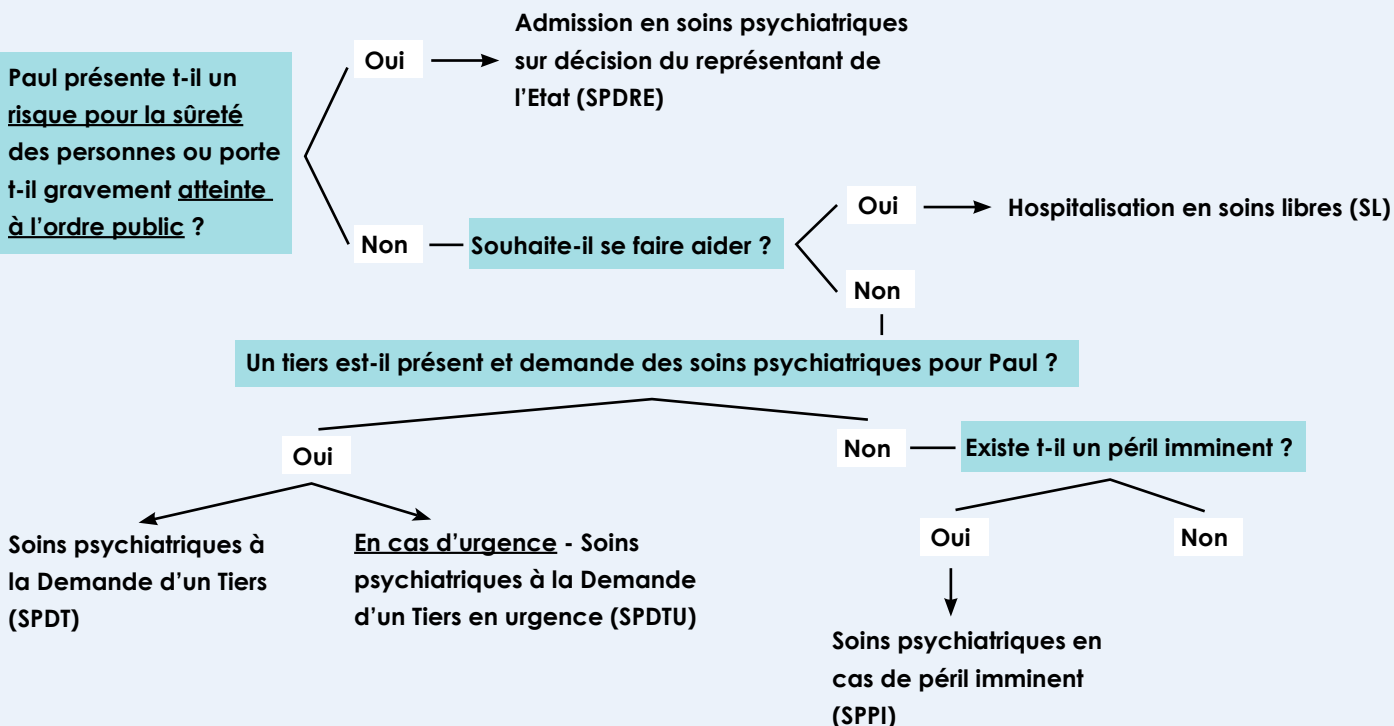 Paul présente t-il un
risque pour la sûreté
des personnes ou porte
t-il gravement atteinte
à l'ordre public ?
Oui
Admission en soins psychiatriques
sur décision du représentant de
l'Etat (SPDRE)
Non
Souhaite-il se faire aider ?
Oui
Hospitalisation en soins libres (SL)
Non
Un tiers est-il présent et demande des soins psychiatriques pour Paul ?
Oui
Soins psychiatriques à
la Demande d'un Tiers
(SPDT)
En cas d'urgence - Soins
psychiatriques à la Demande
d'un Tiers en urgence (SPDTU)
Non
Existe t-il un péril imminent ?
Oui
Soins psychiatriques en
cas de péril imminent
(SPPI)
Non